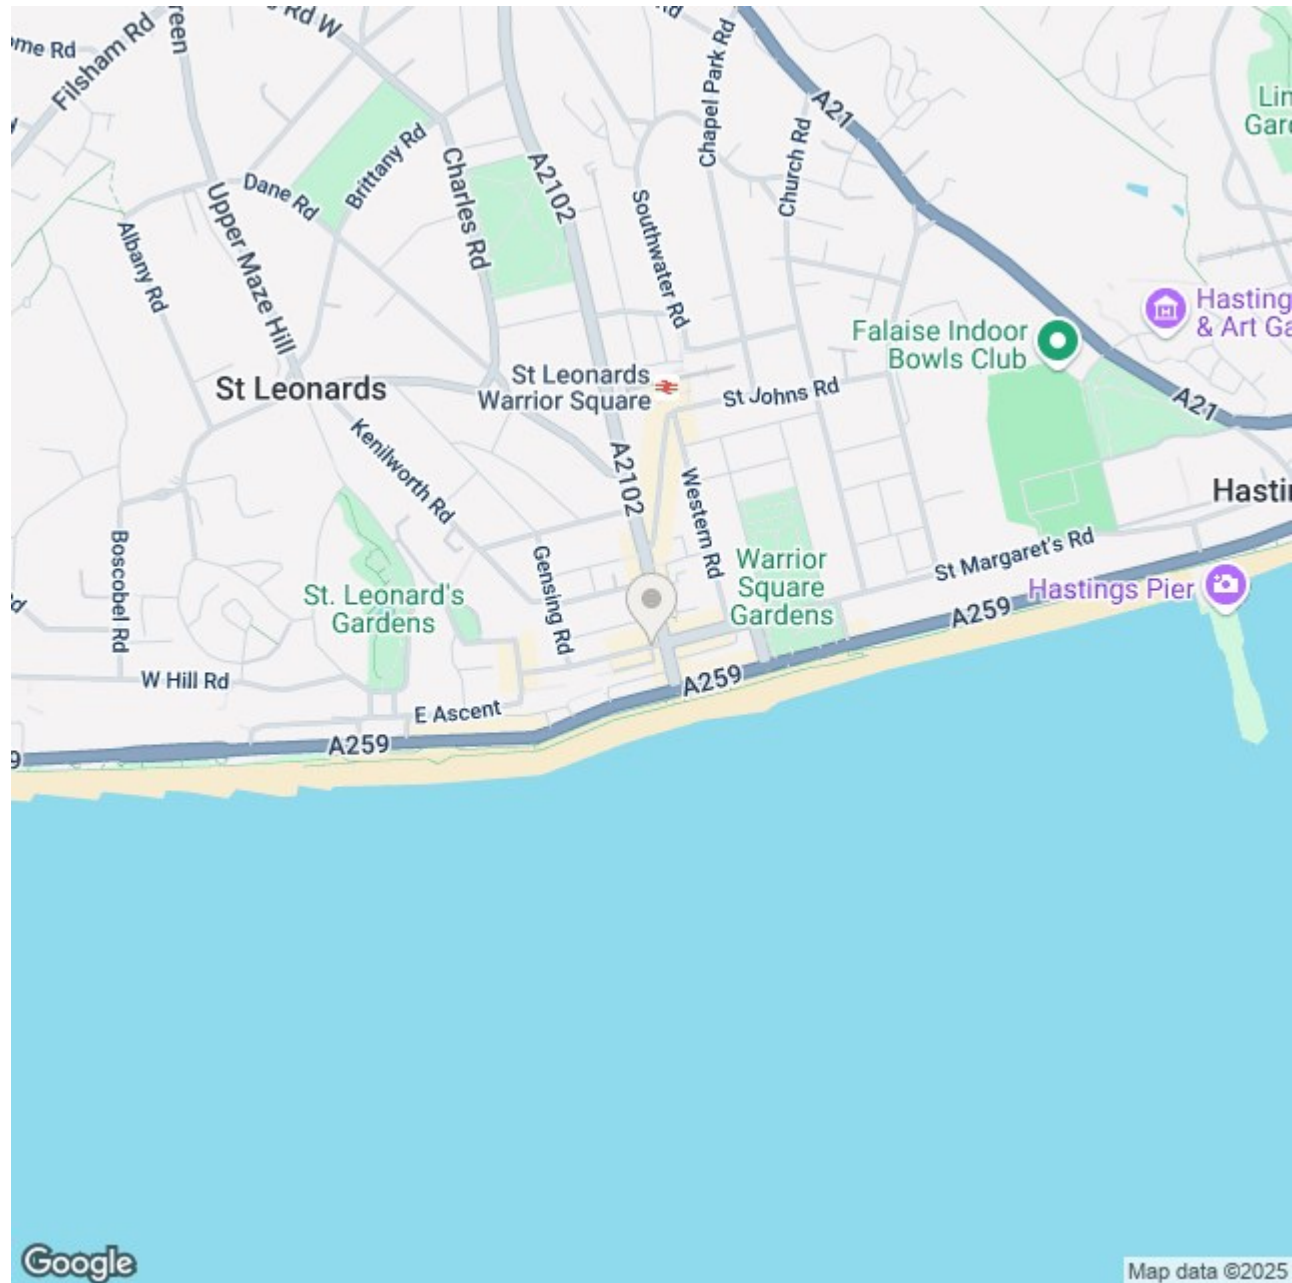 Rd W
Filsham Rd
Chapel Park Rd
A21
Church Rd
Brittany Rd
Dane Rd
Charles Rd
A2102
Southwater Rd
Upper Maze Hill
Albany Rd
Falaise Indoor
Bowls Club
St Leonards
Warrior Square
St Leonards
St Johns Rd
A21
Kenilworth Rd
A2102
Western Rd
Boscobel Rd
Gensing Rd
Warrior
Square
Gardens
St Margaret's Rd
Hastings Pier
St. Leonard's
Gardens
A259
W Hill Rd
A259
E Ascent
A259
Google
Map data ©2025